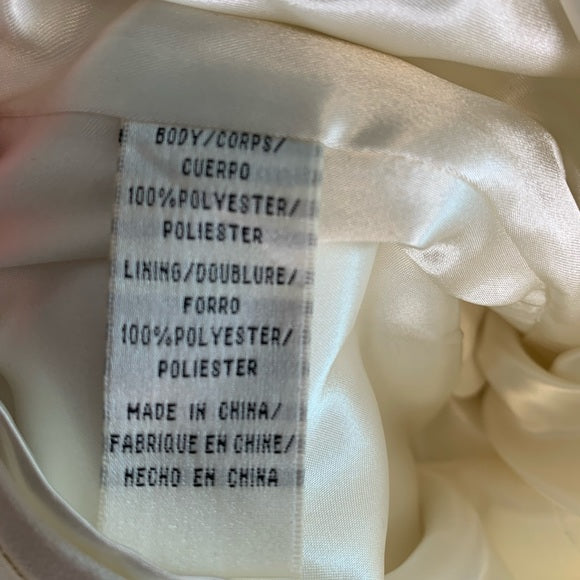 BODY/CORPS/
CUERPO
100%POLYESTER/
POLIESTER
LINING/DOUBLURE/
FORRO
100%POLYESTER/
POLIESTER
MADE IN CHINA/
FABRIQUE EN CHINE/
HECHO EN CHINA